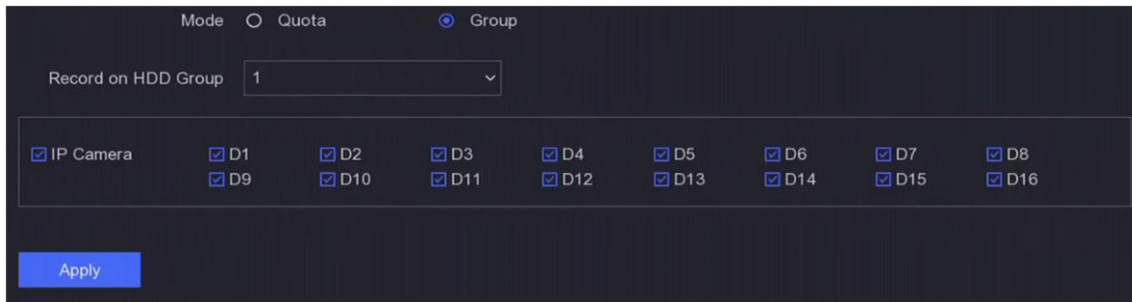 Mode Quota Group
Record on HDD Group 1
IP Camera D1 D2 D3 D4 D5 D6 D7 D8
D9 D10 D11 D12 D13 D14 D15 D16
Apply